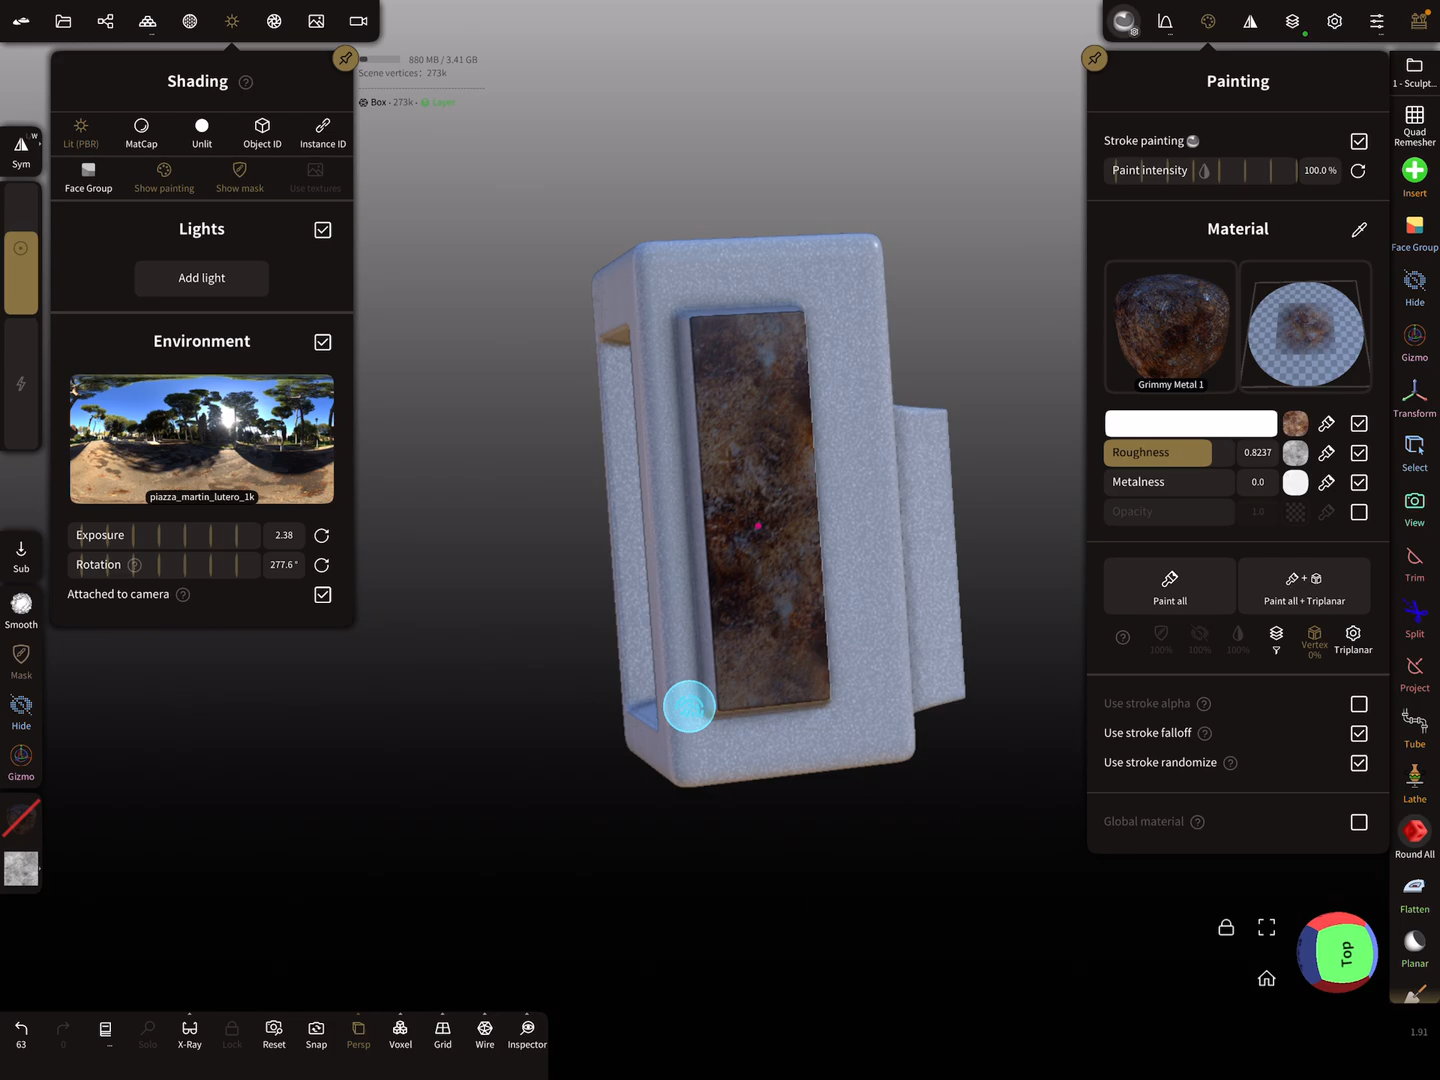 880 MB / 3.41 GB
Scene vertices: 273k
Box • 273k • Layer
Shading
Lit (PBR)
MatCap
Unlit
Object ID
Instance ID
Face Group
Show painting
Show mask
Use textures
Lights
Add light
Environment
piazza_martin_lutero_1k
Exposure
2.38
Rotation
277.6 °
Attached to camera
Sym
Sub
Smooth
Mask
Hide
Gizmo
63
0
...
Solo
X-Ray
Lock
Reset
Snap
Persp
Voxel
Grid
Wire
Inspector
Painting
Stroke painting
Paint intensity
100.0 %
Material
Grimmy Metal 1
Roughness
0.8237
Metalness
0.0
Opacity
1.0
Paint all
Paint all + Triplanar
100%
100%
100%
Vertex
0%
Triplanar
Use stroke alpha
Use stroke falloff
Use stroke randomize
Global material
1 - Sculpt...
Quad
Remesher
Insert
Face Group
Hide
Gizmo
Transform
Select
View
Trim
Split
Project
Tube
Lathe
Round All
Flatten
Planar
Top
1.91